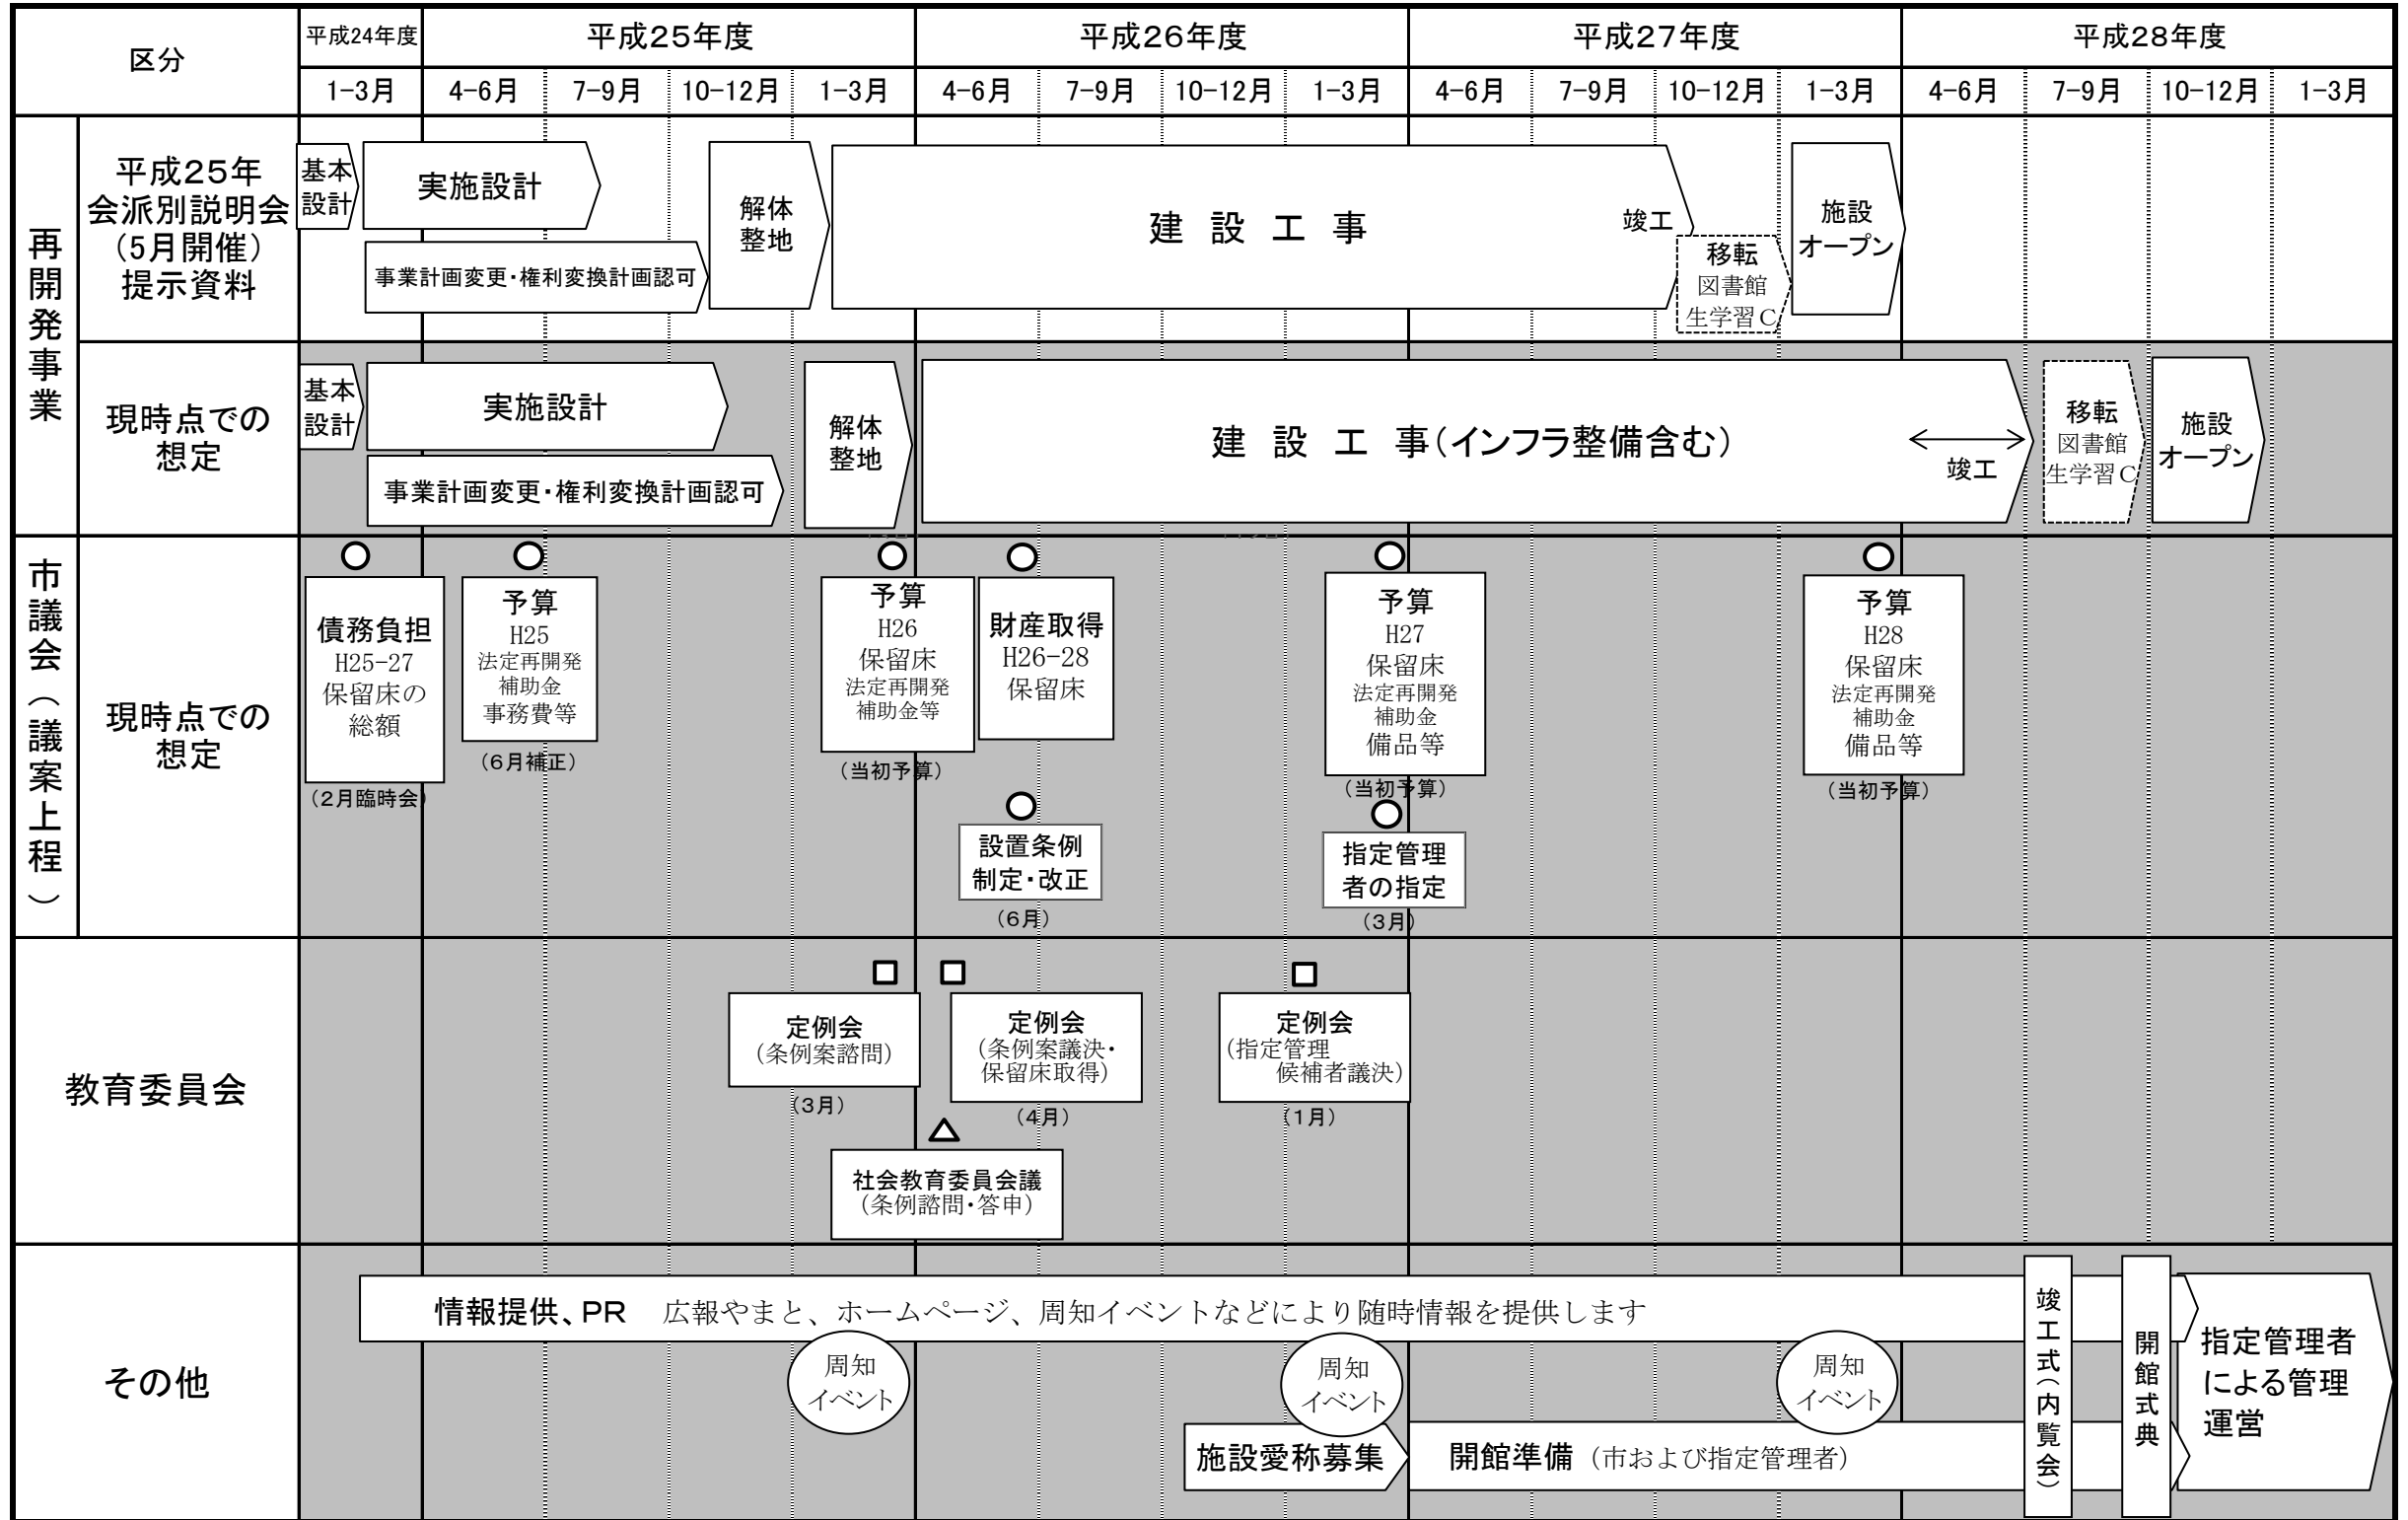 区分
平成24年度
平成25年度
平成26年度
平成27年度
平成28年度
1-3月
4-6月
7-9月
10-12月
1-3月
4-6月
7-9月
10-12月
1-3月
4-6月
7-9月
10-12月
1-3月
4-6月
7-9月
10-12月
1-3月
再開発事業
平成25年
会派別説明会
（5月開催）
提示資料
基本
設計
実施設計
事業計画変更・権利変換計画認可
解体
整地
建設工事
竣工
移転
図書館
生学習C
施設
オープン
現時点での
想定
基本
設計
実施設計
事業計画変更・権利変換計画認可
解体
整地
建設工事（インフラ整備含む）
竣工
移転
図書館
生学習C
施設
オープン
市議会（議案上程）
現時点での
想定
○
債務負担
H25-27
保留床の
総額
（2月臨時会）
○
予算
H25
法定再開発
補助金
事務費等
（6月補正）
○
予算
H26
保留床
法定再開発
補助金等
（当初予算）
○
財産取得
H26-28
保留床
○
設置条例
制定・改正
（6月）
○
予算
H27
保留床
法定再開発
補助金
備品等
（当初予算）
○
指定管理
者の指定
（3月）
○
予算
H28
保留床
法定再開発
補助金
備品等
（当初予算）
教育委員会
□
定例会
（条例案諮問）
（3月）
□
定例会
（条例案議決・
保留床取得）
（4月）
□
定例会
（指定管理
候補者議決）
（1月）
△
社会教育委員会議
（条例諮問・答申）
その他
情報提供、PR　広報やまと、ホームページ、周知イベントなどにより随時情報を提供します
周知
イベント
周知
イベント
周知
イベント
施設愛称募集
開館準備（市および指定管理者）
竣工式（内覧会）
開館式典
指定管理者
による管理
運営